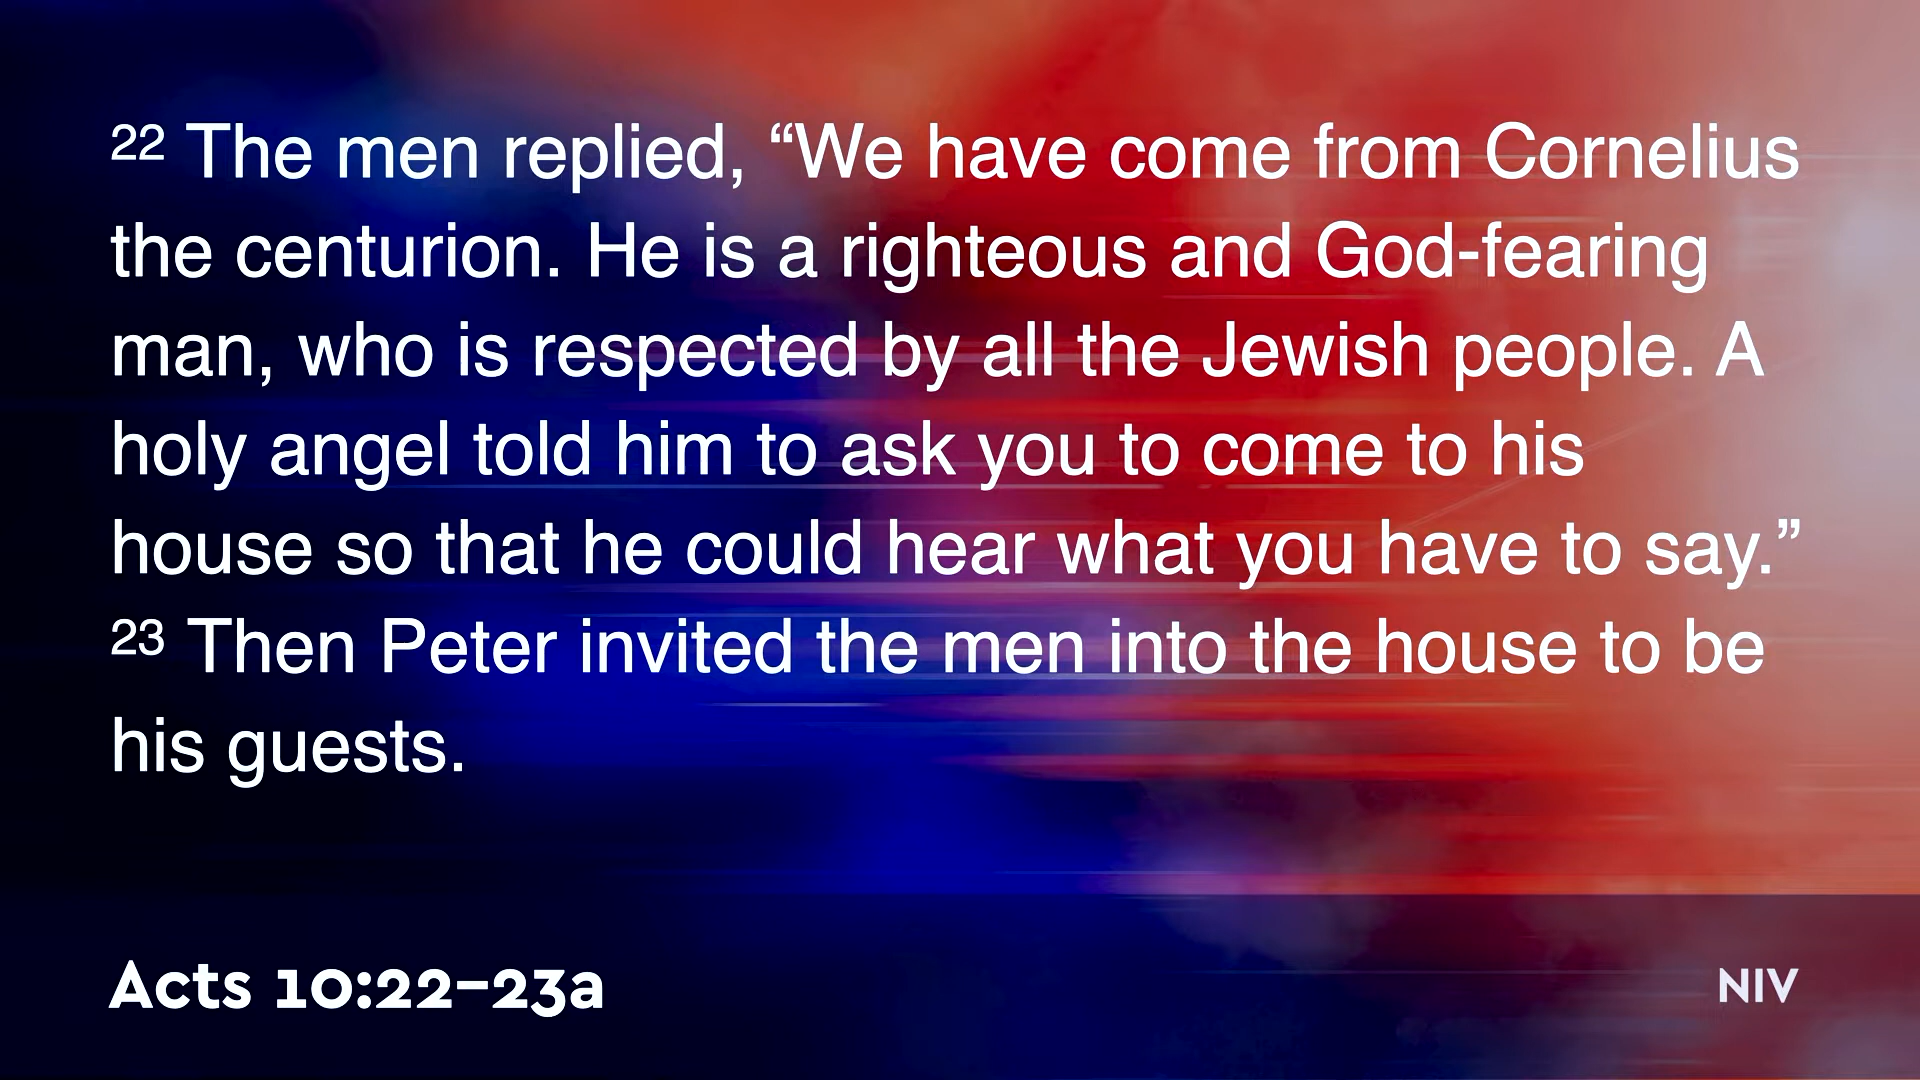 22 The men replied, “We have come from Cornelius
the centurion. He is a righteous and God-fearing
man, who is respected by all the Jewish people. A
holy angel told him to ask you to come to his
house so that he could hear what you have to say.”
23 Then Peter invited the men into the house to be
his guests.
Acts 10:22–23a
NIV